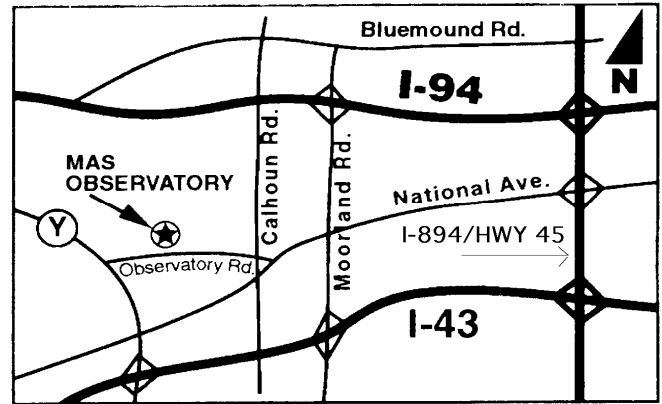 Bluemound Rd.
N
I-94
Calhoun Rd.
Moorland Rd.
MAS
OBSERVATORY
National Ave.
Y
I-894/HWY 45
Observatory Rd.
I-43